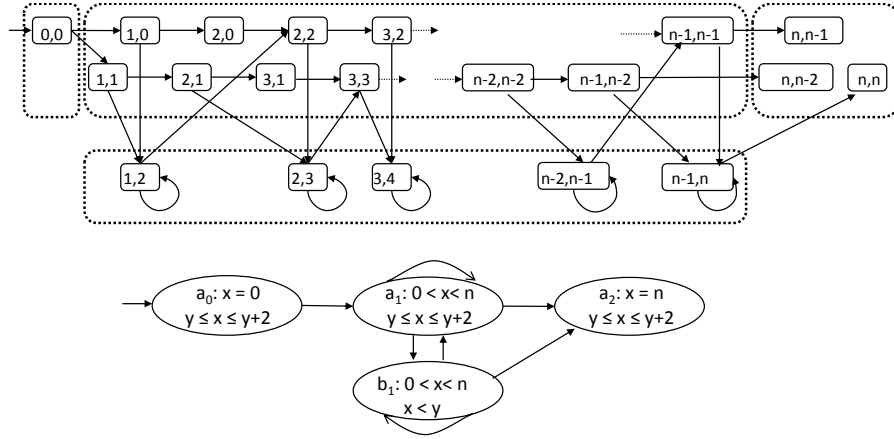 0,0 1,0 2,0 2,2 3,2 n-1,n-1 n,n-1
1,1 2,1 3,1 3,3 n-2,n-2 n-1,n-2 n,n-2 n,n
1,2 2,3 3,4 n-2,n-1 n-1,n
a₀: x = 0
y ≤ x ≤ y+2
a₁: 0 < x< n
y ≤ x ≤ y+2
a₂: x = n
y ≤ x ≤ y+2
b₁: 0 < x< n
x < y